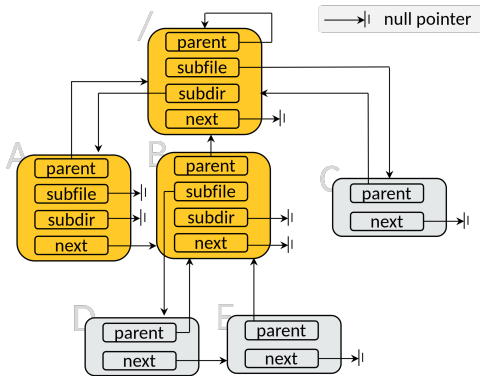 /
parent
subfile
subdir
next
null pointer
A
parent
subfile
subdir
next
B
parent
subfile
subdir
next
C
parent
next
D
parent
next
E
parent
next